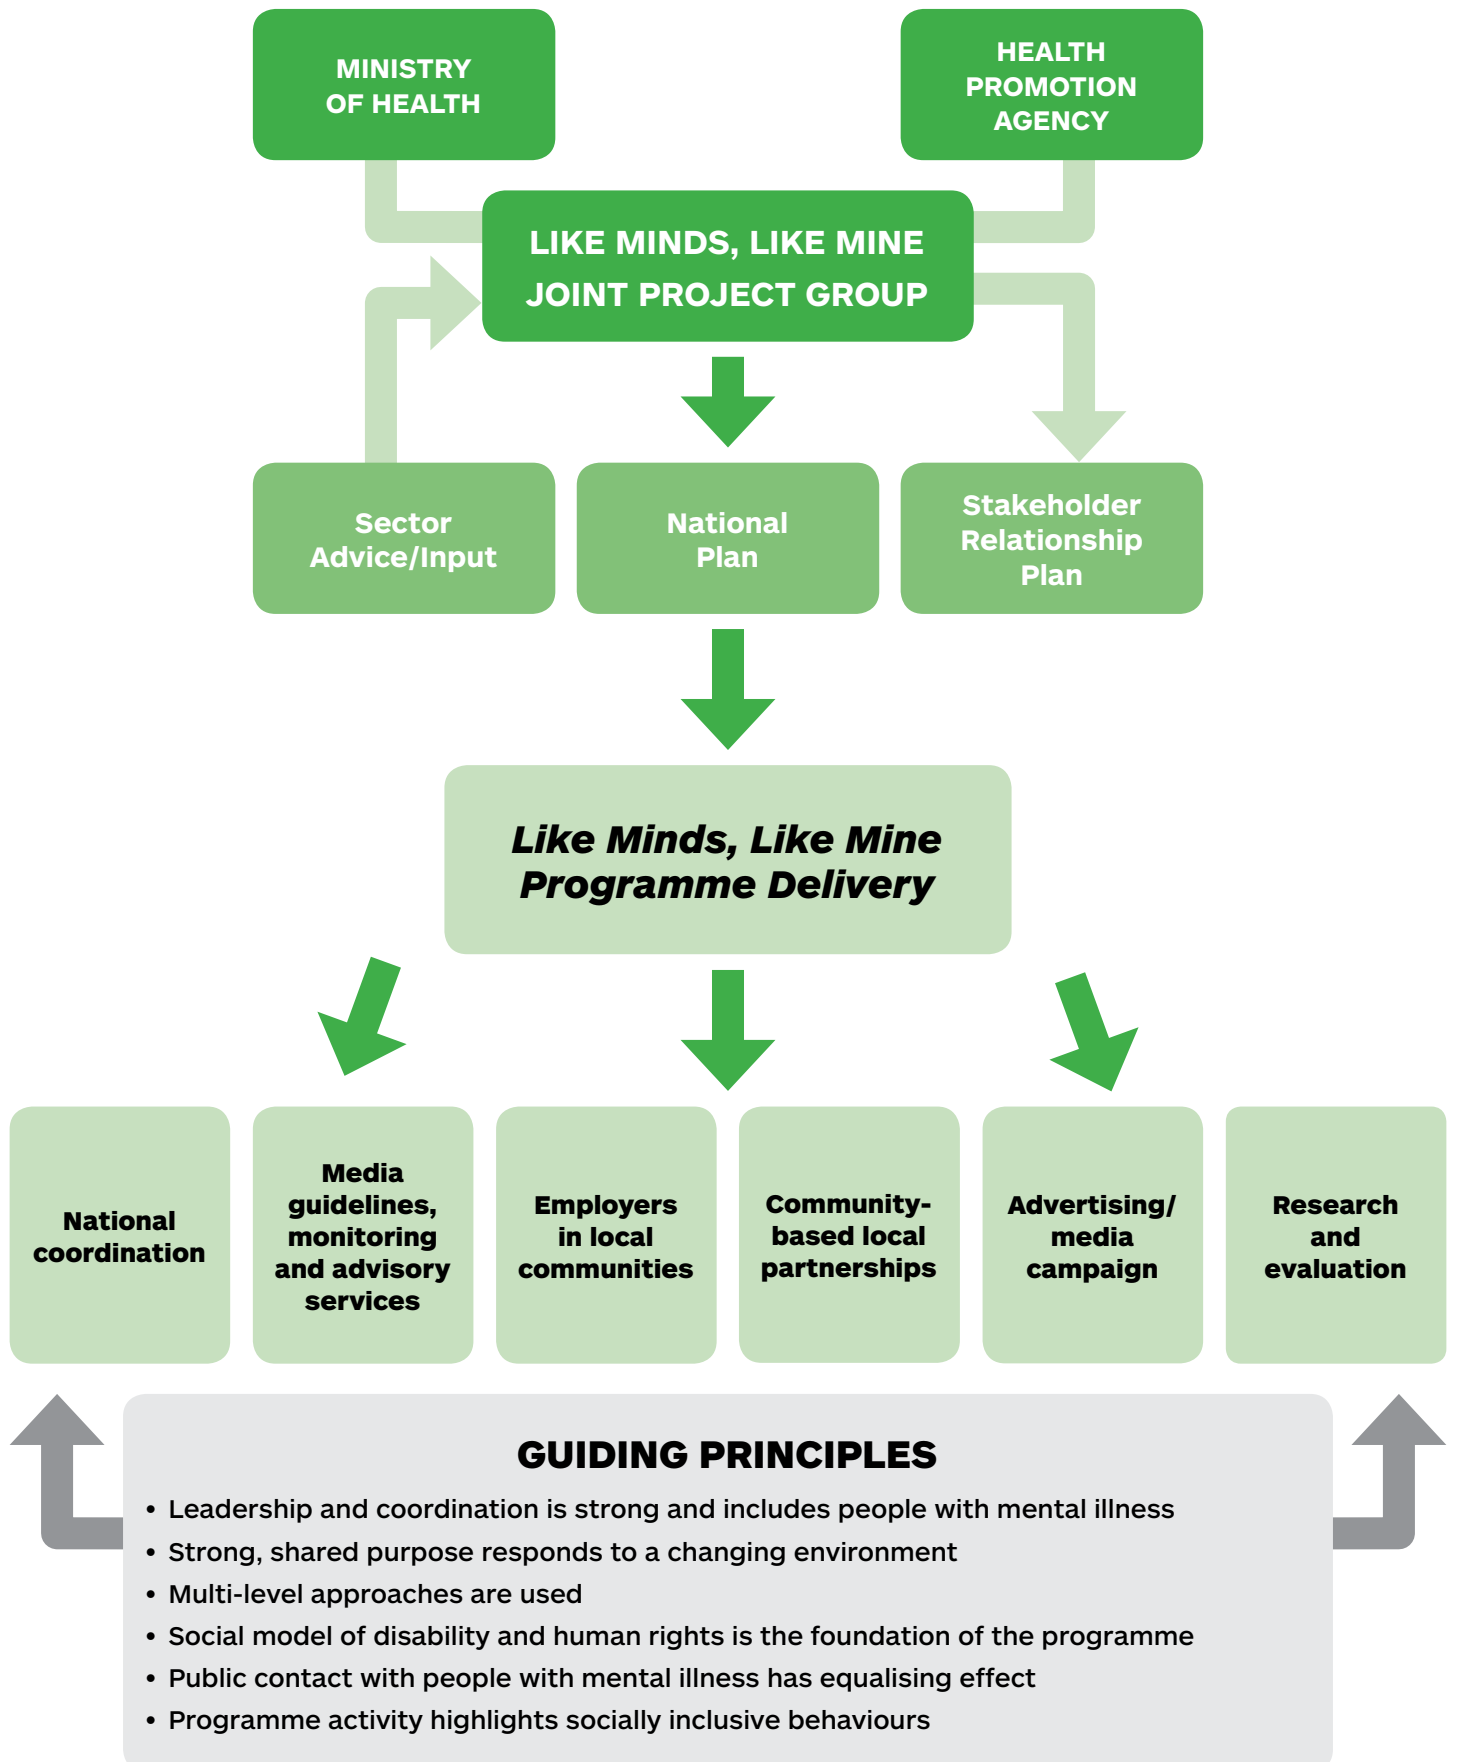 MINISTRY
OF HEALTH
HEALTH
PROMOTION
AGENCY
LIKE MINDS, LIKE MINE
JOINT PROJECT GROUP
Sector
Advice/Input
National
Plan
Stakeholder
Relationship
Plan
Like Minds, Like Mine
Programme Delivery
National
coordination
Media
guidelines,
monitoring
and advisory
services
Employers
in local
communities
Community-
based local
partnerships
Advertising/
media
campaign
Research
and
evaluation
GUIDING PRINCIPLES
• Leadership and coordination is strong and includes people with mental illness
• Strong, shared purpose responds to a changing environment
• Multi-level approaches are used
• Social model of disability and human rights is the foundation of the programme
• Public contact with people with mental illness has equalising effect
• Programme activity highlights socially inclusive behaviours